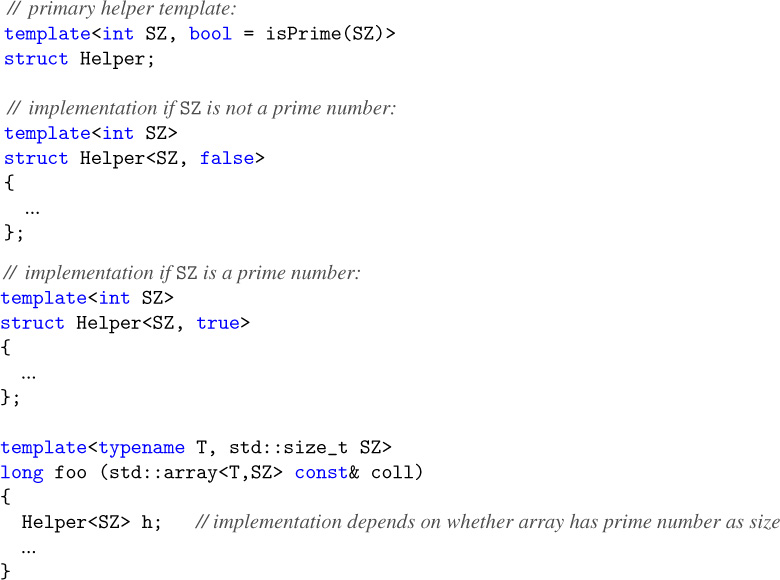 // primary helper template:
template<int SZ, bool = isPrime(SZ)>
struct Helper;
// implementation if SZ is not a prime number:
template<int SZ>
struct Helper<SZ, false>
{
...
};
// implementation if SZ is a prime number:
template<int SZ>
struct Helper<SZ, true>
{
...
};
template<typename T, std::size_t SZ>
long foo (std::array<T,SZ> const& coll)
{
Helper<SZ> h; // implementation depends on whether array has prime number as size
...
}